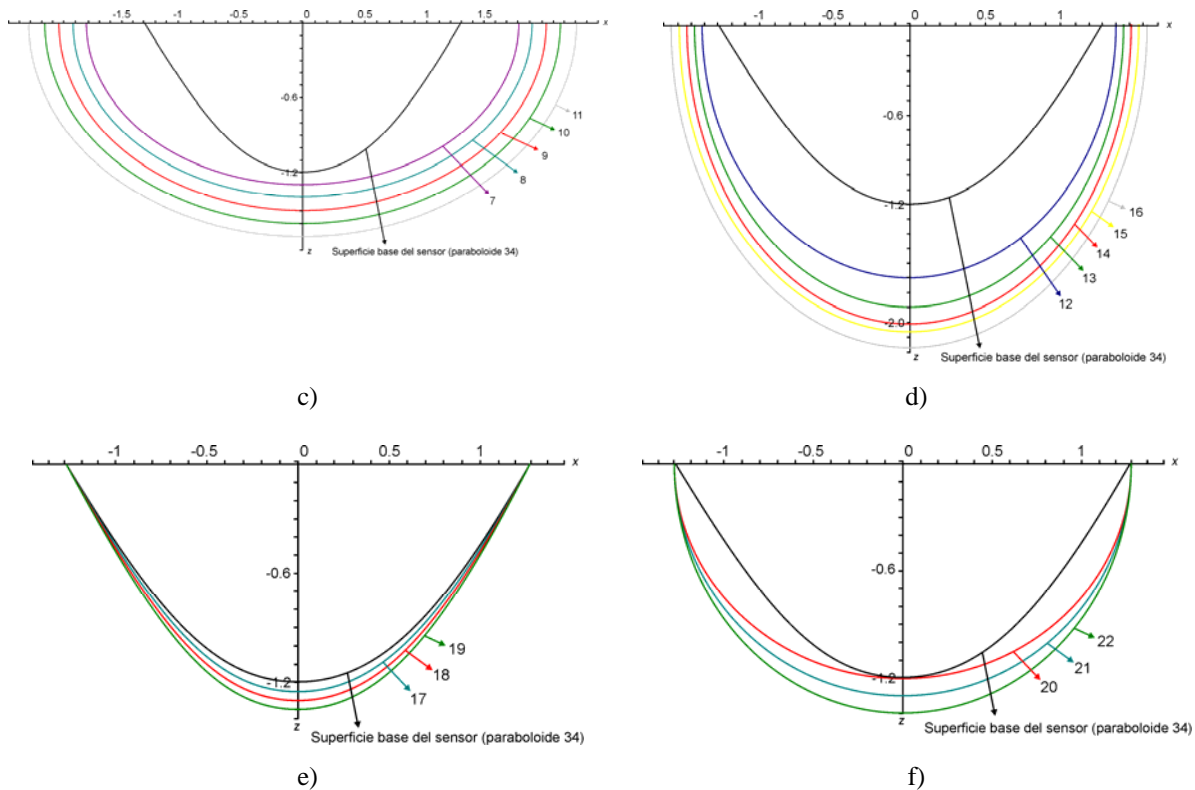 -1 -0.5 0 0.5 1 1.5 x
-0.6
-1.2
11
10
9
8
7
z
Superficie base del sensor (paraboloide 34)
c)
-1 -0.5 0 0.5 1 x
-0.6
-1.2
-2.0
16
15
14
13
12
z
Superficie base del sensor (paraboloide 34)
d)
-1 -0.5 0 0.5 1 x
-0.6
-1.2
19
18
17
z
Superficie base del sensor (paraboloide 34)
e)
-1 -0.5 0 0.5 1 x
-0.6
-1.2
22
21
20
z
Superficie base del sensor (paraboloide 34)
f)